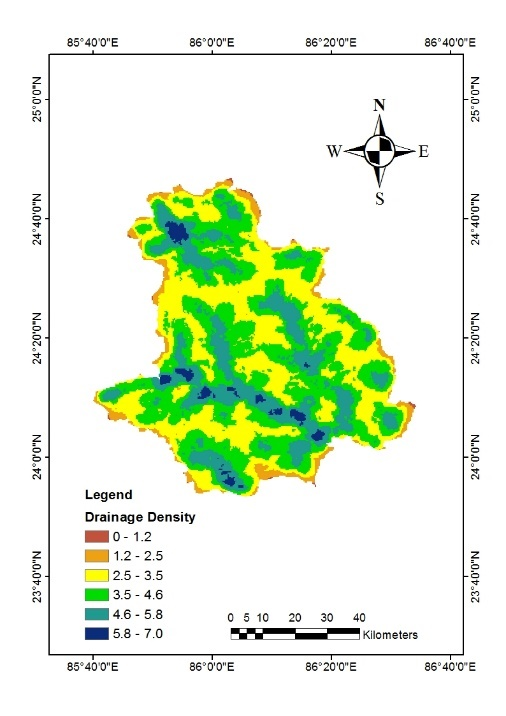 85°40'0"E 86°0'0"E 86°20'0"E 86°40'0"E
25°0'0"N 25°0'0"N
N
W E
S
24°40'0"N 24°40'0"N
24°20'0"N 24°20'0"N
24°0'0"N 24°0'0"N
Legend
Drainage Density
0 - 1.2
1.2 - 2.5
2.5 - 3.5
3.5 - 4.6
4.6 - 5.8
5.8 - 7.0
23°40'0"N 23°40'0"N
0 5 10 20 30 40
Kilometers
85°40'0"E 86°0'0"E 86°20'0"E 86°40'0"E